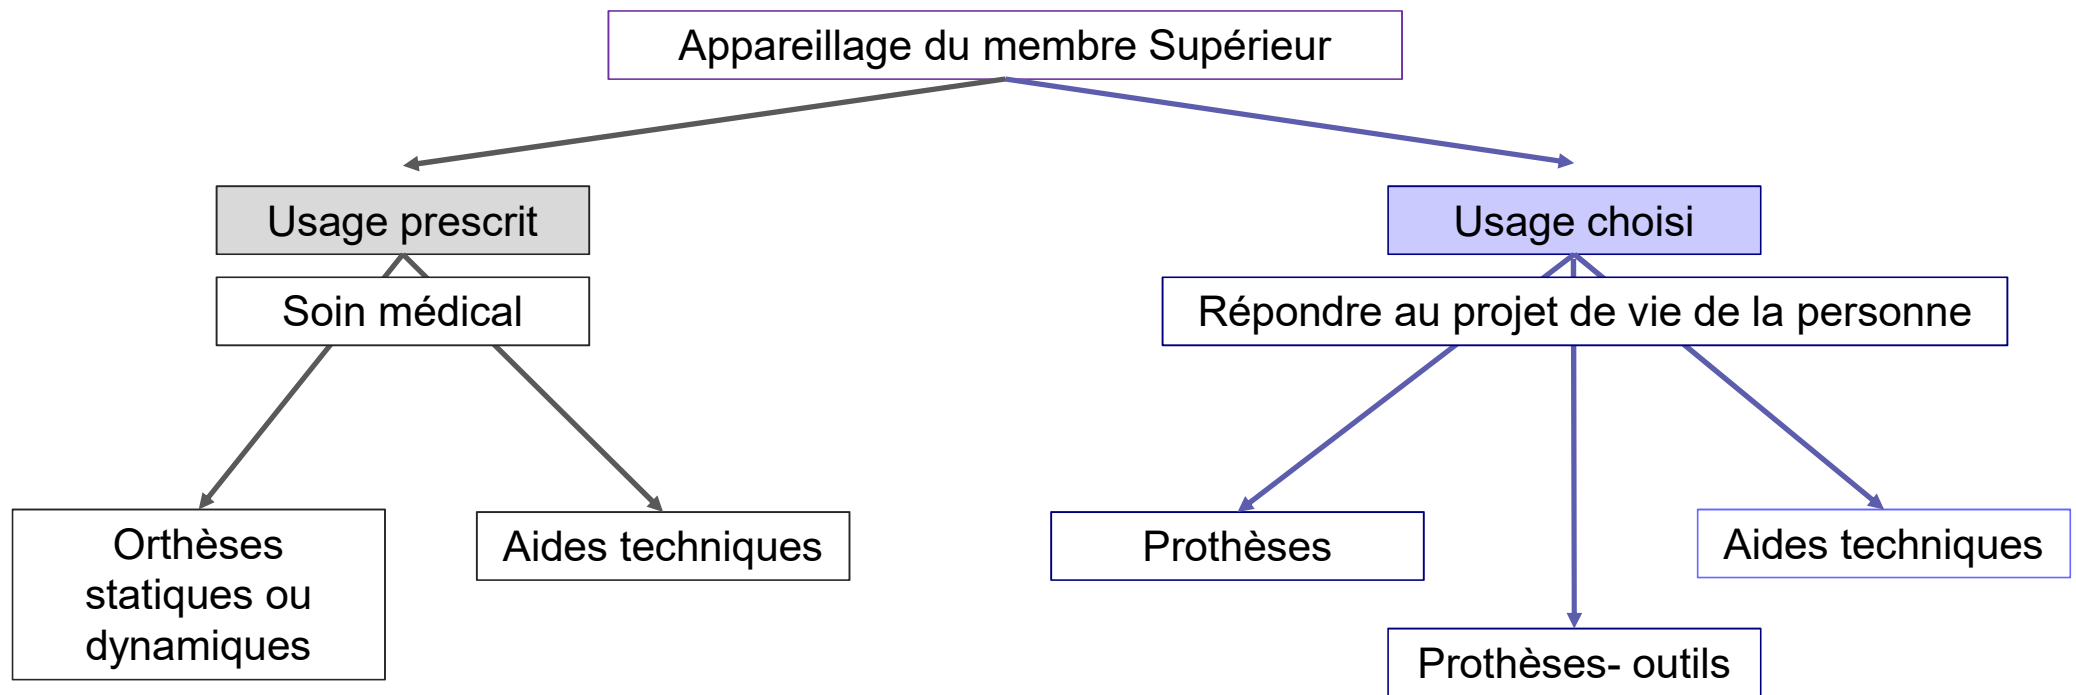 Appareillage du membre Supérieur
Usage prescrit
Usage choisi
Soin médical
Répondre au projet de vie de la personne
Orthèses
statiques ou
dynamiques
Aides techniques
Prothèses
Aides techniques
Prothèses- outils